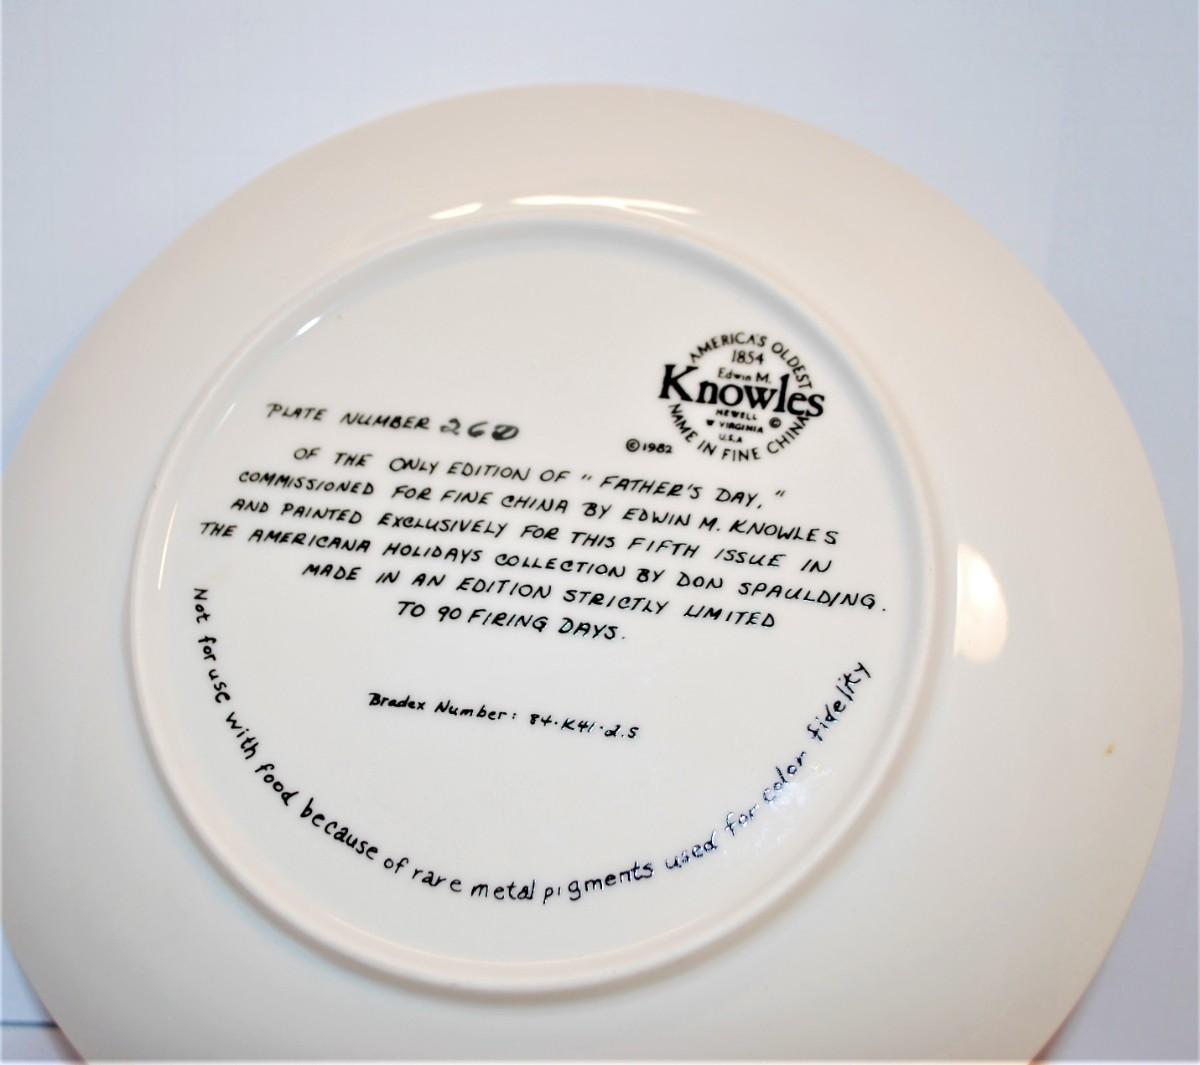 AMERICA'S OLDEST
1854
Edwin M.
Knowles
NEWELL ©
W VIRGINIA
U.S.A
NAME IN FINE CHINA
©1982
PLATE NUMBER 260
OF THE ONLY EDITION OF "FATHER'S DAY,"
COMMISSIONED FOR FINE CHINA BY EDWIN M. KNOWLES
AND PAINTED EXCLUSIVELY FOR THIS FIFTH ISSUE IN
THE AMERICANA HOLIDAYS COLLECTION BY DON SPAULDING.
MADE IN AN EDITION STRICTLY LIMITED
TO 90 FIRING DAYS.
Bradex Number: 84·K41·2.5
Not for use with food because of rare metal pigments used for color fidelity